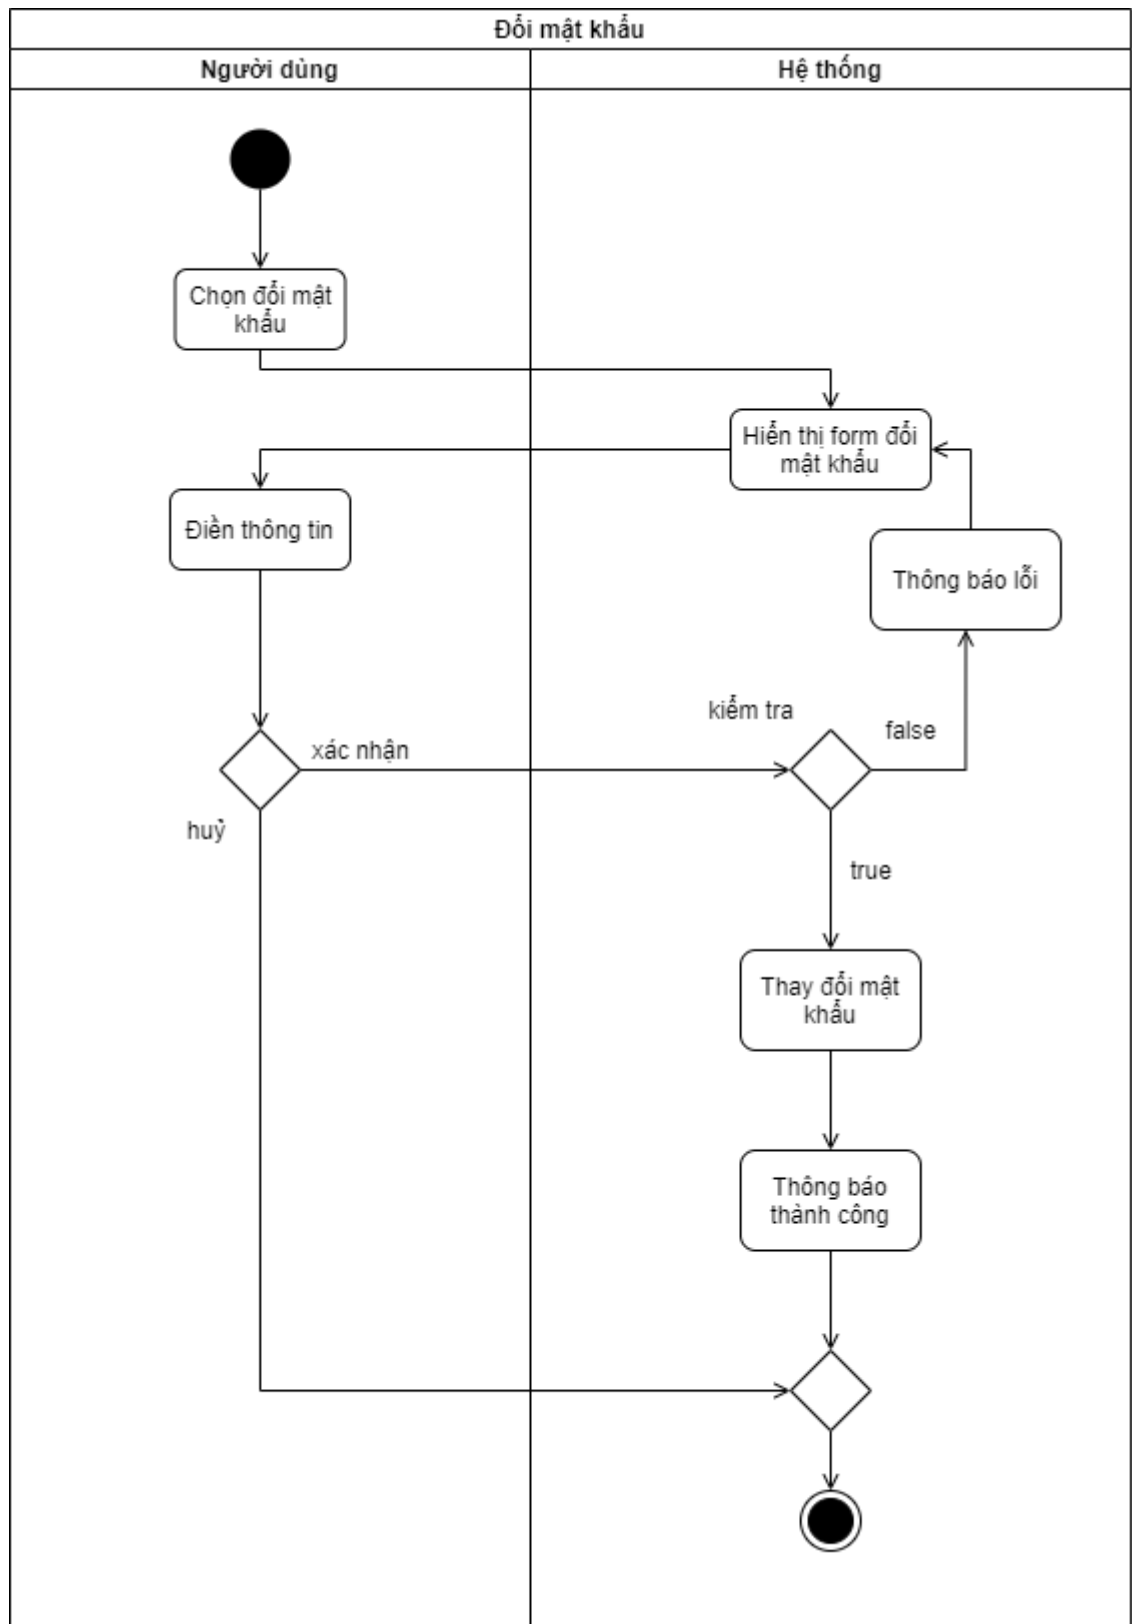 Đổi mật khẩu
Người dùng
Hệ thống
Chọn đổi mật
khẩu
Hiển thị form đổi
mật khẩu
Điền thông tin
Thông báo lỗi
kiểm tra
false
xác nhận
huỷ
true
Thay đổi mật
khẩu
Thông báo
thành công